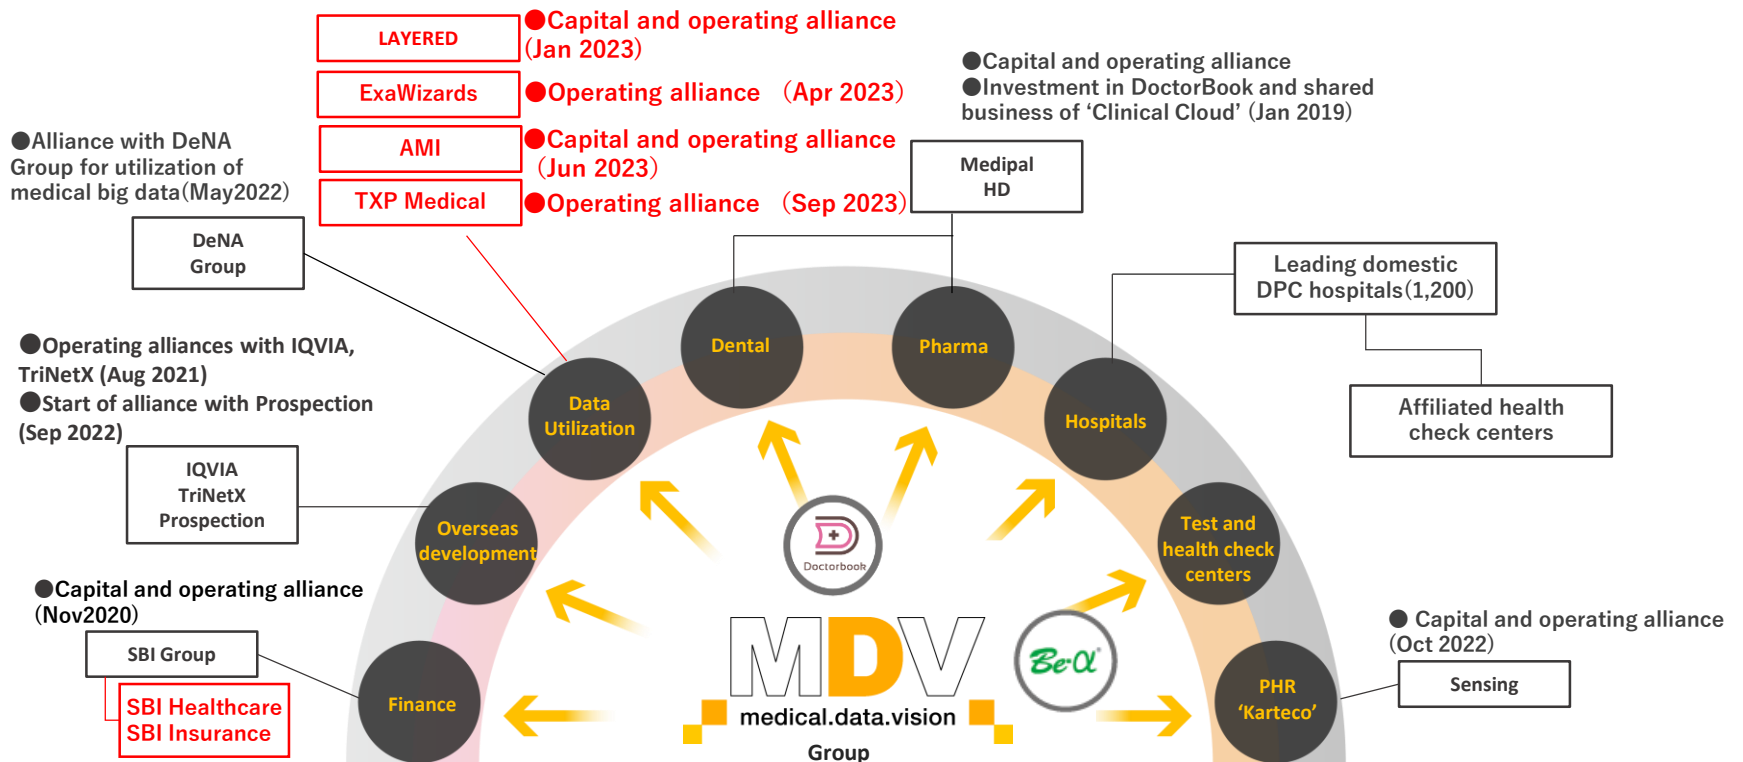 LAYERED
●Capital and operating alliance
(Jan 2023)
ExaWizards
●Operating alliance （Apr 2023）
AMI
●Capital and operating alliance
（Jun 2023）
TXP Medical
●Operating alliance （Sep 2023）
●Capital and operating alliance
●Investment in DoctorBook and shared
business of ‘Clinical Cloud’ (Jan 2019)
Medipal
HD
●Alliance with DeNA
Group for utilization of
medical big data(May2022)
DeNA
Group
Leading domestic
DPC hospitals(1,200)
Affiliated health
check centers
●Operating alliances with IQVIA,
TriNetX (Aug 2021)
●Start of alliance with Prospection
(Sep 2022)
IQVIA
TriNetX
Prospection
●Capital and operating alliance
(Nov2020)
SBI Group
SBI Healthcare
SBI Insurance
Finance
Overseas
development
Data
Utilization
Dental
Pharma
Hospitals
Test and
health check
centers
PHR
‘Karteco’
● Capital and operating alliance
(Oct 2022)
Sensing
Doctorbook
Be-α
MDV
medical.data.vision
Group